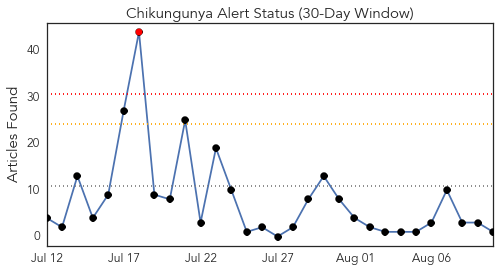 Chikungunya Alert Status (30-Day Window)
Articles Found
40
30
20
10
0
Jul 12 Jul 17 Jul 22 Jul 27 Aug 01 Aug 06